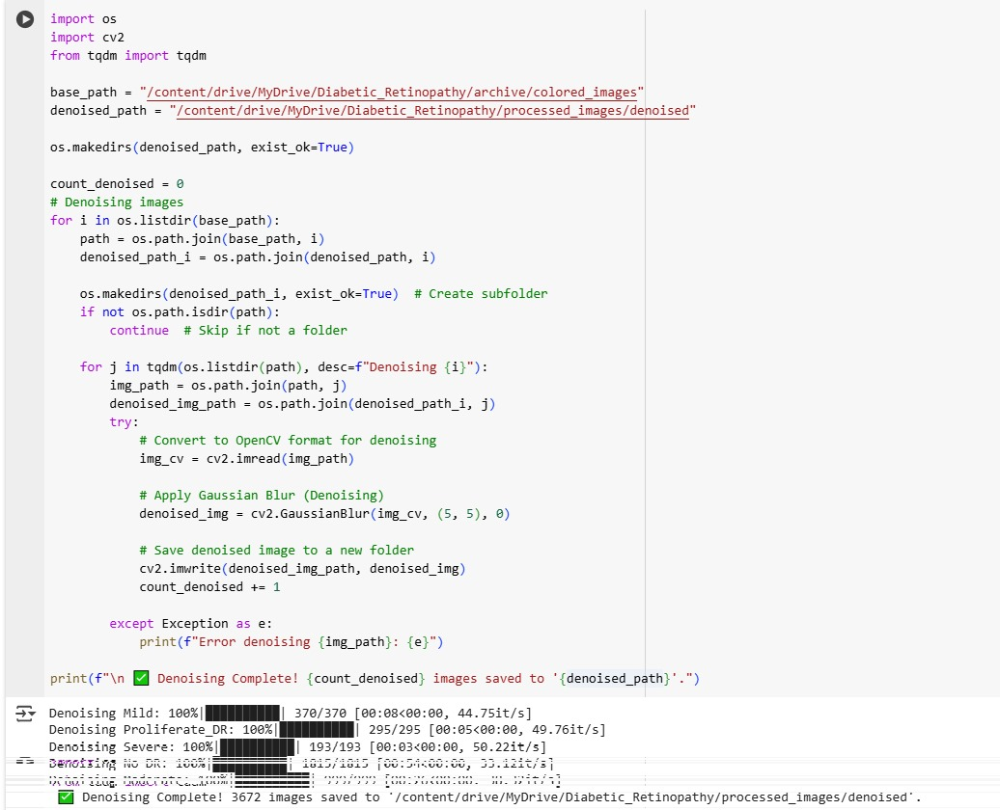 import os
import cv2
from tqdm import tqdm
base_path = "/content/drive/MyDrive/Diabetic_Retinopathy/archive/colored_images"
denoised_path = "/content/drive/MyDrive/Diabetic_Retinopathy/processed_images/denoised"
os.makedirs(denoised_path, exist_ok=True)
count_denoised = 0
# Denoising images
for i in os.listdir(base_path):
    path = os.path.join(base_path, i)
    denoised_path_i = os.path.join(denoised_path, i)
    os.makedirs(denoised_path_i, exist_ok=True)  # Create subfolder
    if not os.path.isdir(path):
        continue  # Skip if not a folder
    for j in tqdm(os.listdir(path), desc=f"Denoising {i}"):
        img_path = os.path.join(path, j)
        denoised_img_path = os.path.join(denoised_path_i, j)
        try:
            # Convert to OpenCV format for denoising
            img_cv = cv2.imread(img_path)
            # Apply Gaussian Blur (Denoising)
            denoised_img = cv2.GaussianBlur(img_cv, (5, 5), 0)
            # Save denoised image to a new folder
            cv2.imwrite(denoised_img_path, denoised_img)
            count_denoised += 1
        except Exception as e:
            print(f"Error denoising {img_path}: {e}")
print(f"\n ✅ Denoising Complete! {count_denoised} images saved to '{denoised_path}'.")
Denoising Mild: 100%|██████████| 370/370 [00:08<00:00, 44.75it/s]
Denoising Proliferate_DR: 100%|██████████| 295/295 [00:05<00:00, 49.76it/s]
Denoising Severe: 100%|██████████| 193/193 [00:03<00:00, 50.22it/s]
Denoising No_DR: 100%|██████████| 1815/1815 [00:54<00:00,
Denoising
✅ Denoising Complete! 3672 images saved to '/content/drive/MyDrive/Diabetic_Retinopathy/processed_images/denoised'.